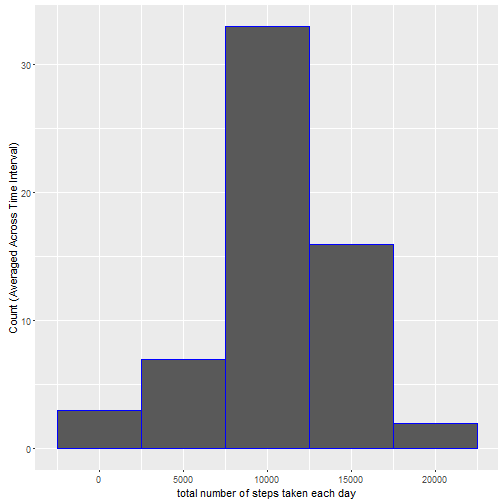 30
20
10
0
Count (Averaged Across Time Interval)
0 5000 10000 15000 20000
total number of steps taken each day